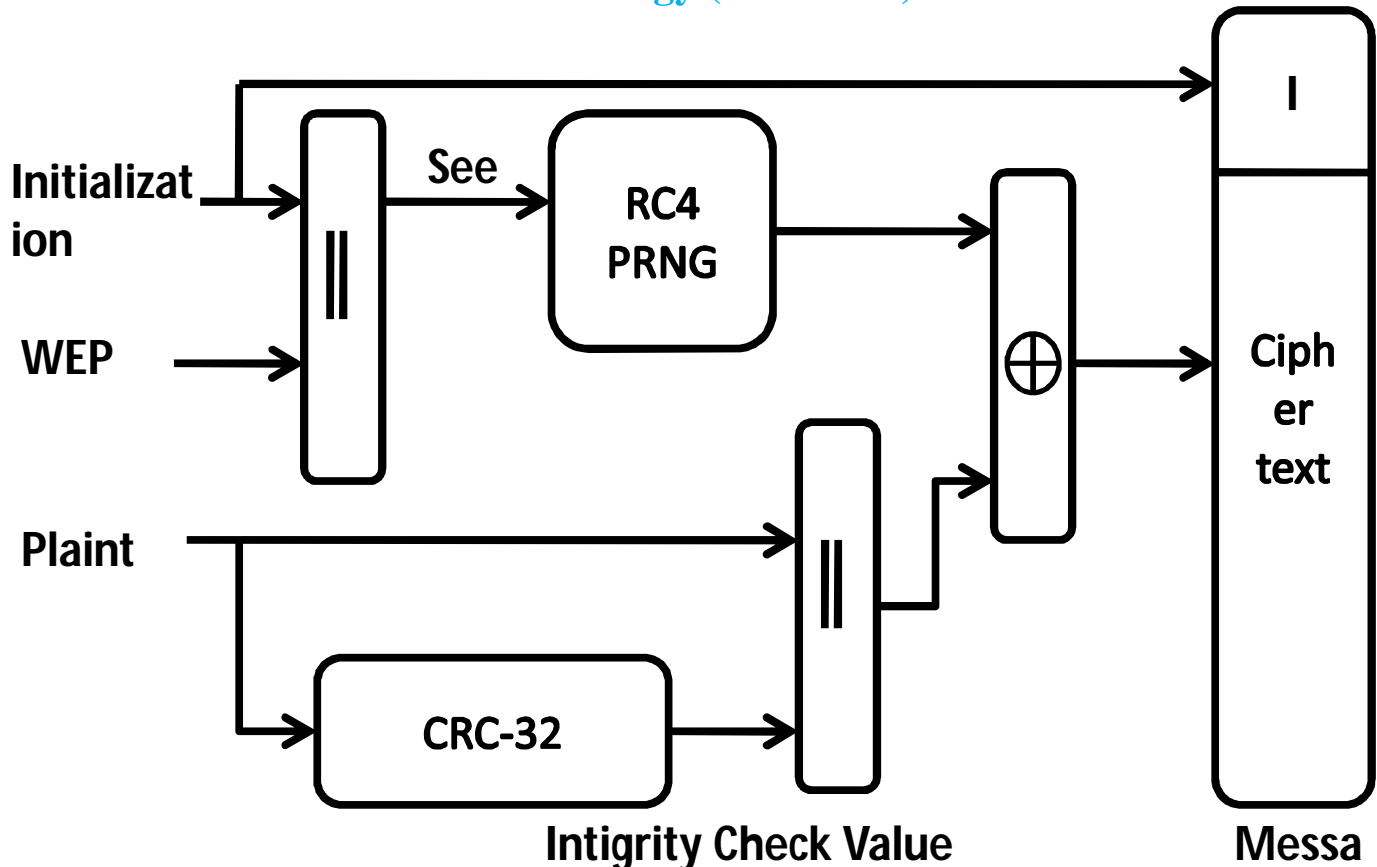 I
See
Initializat
ion
RC4
PRNG
||
WEP
Ciph
er
text
Plaint
||
CRC-32
Intigrity Check Value
Messa